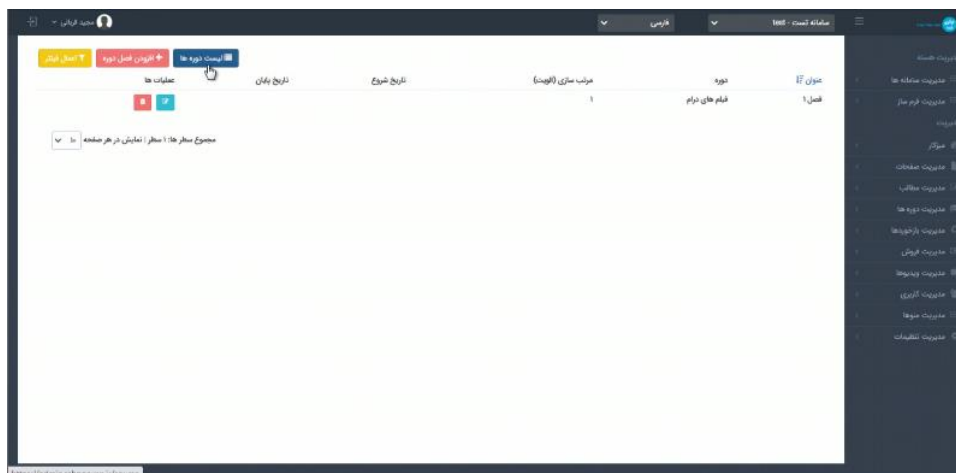 سامانه تست - test
فارسی
مجید قربانی
لیست دوره ها
افزودن فصل دوره
اعمال فیلتر
عنوان
دوره
مرتب سازی (الویت)
تاریخ شروع
تاریخ پایان
عملیات ها
فصل ۱
فیلم های درام
۱
مجموع سطر ها: ۱ سطر | نمایش در هر صفحه ۱۰
مدیریت سامانه ها
مدیریت فرم ساز
میزکار
مدیریت صفحات
مدیریت مطالب
مدیریت دوره ها
مدیریت بازخوردها
مدیریت فروش
مدیریت ویدیوها
مدیریت کاربری
مدیریت منوها
مدیریت تنظیمات